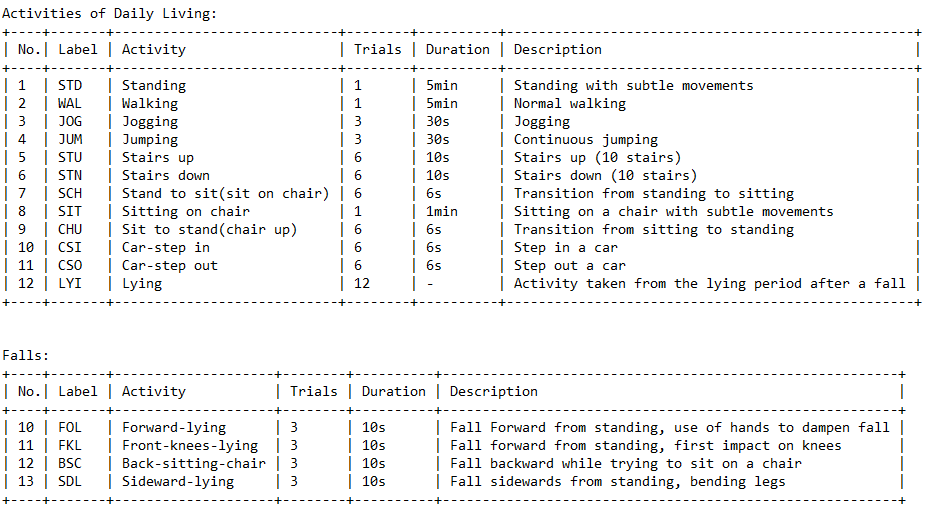 Activities of Daily Living:
+----+-------+-----------------------------+--------+----------+----------------------------------------------------+
| No.| Label | Activity                    | Trials | Duration | Description                                        |
+----+-------+-----------------------------+--------+----------+----------------------------------------------------+
| 1  | STD   | Standing                    | 1      | 5min     | Standing with subtle movements                     |
| 2  | WAL   | Walking                     | 1      | 5min     | Normal walking                                     |
| 3  | JOG   | Jogging                     | 3      | 30s      | Jogging                                            |
| 4  | JUM   | Jumping                     | 3      | 30s      | Continuous jumping                                 |
| 5  | STU   | Stairs up                   | 6      | 10s      | Stairs up (10 stairs)                              |
| 6  | STN   | Stairs down                 | 6      | 10s      | Stairs down (10 stairs)                            |
| 7  | SCH   | Stand to sit(sit on chair)  | 6      | 6s       | Transition from standing to sitting                |
| 8  | SIT   | Sitting on chair            | 1      | 1min     | Sitting on a chair with subtle movements           |
| 9  | CHU   | Sit to stand(chair up)      | 6      | 6s       | Transition from sitting to standing                |
| 10 | CSI   | Car-step in                 | 6      | 6s       | Step in a car                                      |
| 11 | CSO   | Car-step out                | 6      | 6s       | Step out a car                                     |
| 12 | LYI   | Lying                       | 12     | -        | Activity taken from the lying period after a fall  |
+----+-------+-----------------------------+--------+----------+----------------------------------------------------+
Falls:
+----+-------+---------------------+--------+----------+---------------------------------------------------------+
| No.| Label | Activity            | Trials | Duration | Description                                             |
+----+-------+---------------------+--------+----------+---------------------------------------------------------+
| 10 | FOL   | Forward-lying       | 3      | 10s      | Fall Forward from standing, use of hands to dampen fall |
| 11 | FKL   | Front-knees-lying   | 3      | 10s      | Fall forward from standing, first impact on knees       |
| 12 | BSC   | Back-sitting-chair  | 3      | 10s      | Fall backward while trying to sit on a chair            |
| 13 | SDL   | Sideward-lying      | 3      | 10s      | Fall sidewards from standing, bending legs              |
+----+-------+---------------------+--------+----------+---------------------------------------------------------+